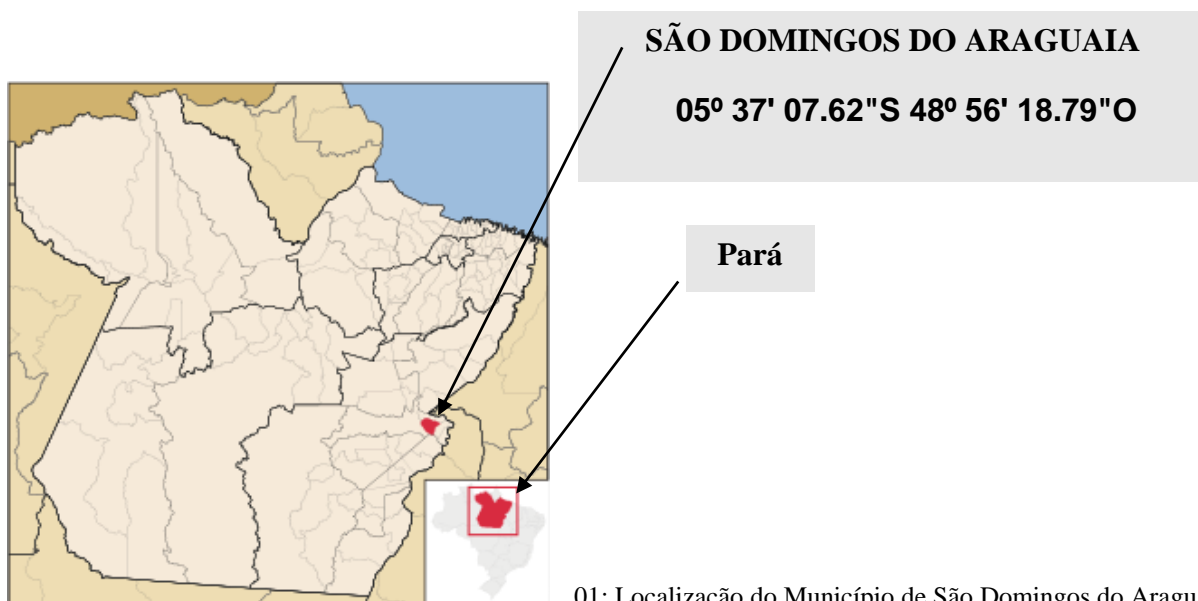 SÃO DOMINGOS DO ARAGUAIA
05º 37' 07.62"S 48º 56' 18.79"O
Pará
01: Localização do Município de São Domingos do Aragu